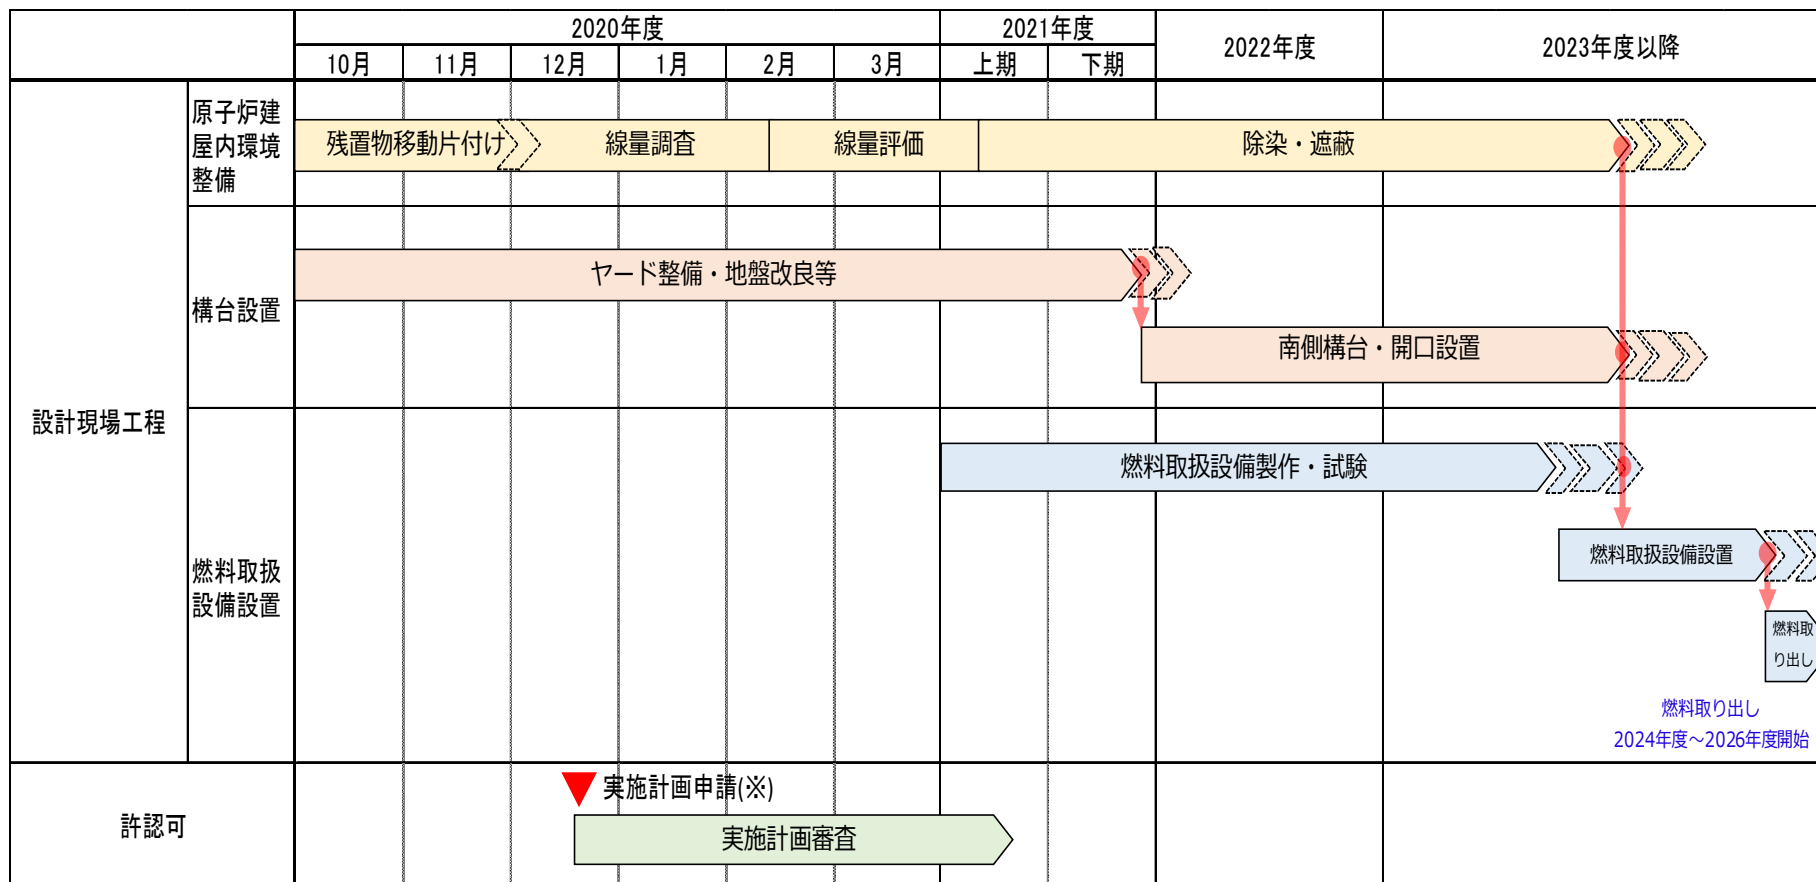 2020年度
2021年度
2022年度
2023年度以降
10月
11月
12月
1月
2月
3月
上期
下期
設計現場工程
原子炉建
屋内環境
整備
残置物移動片付け
線量調査
線量評価
除染・遮蔽
構台設置
ヤード整備・地盤改良等
南側構台・開口設置
燃料取扱
設備設置
燃料取扱設備製作・試験
燃料取扱設備設置
燃料取
り出し
燃料取り出し
2024年度～2026年度開始
許認可
実施計画申請(※)
実施計画審査